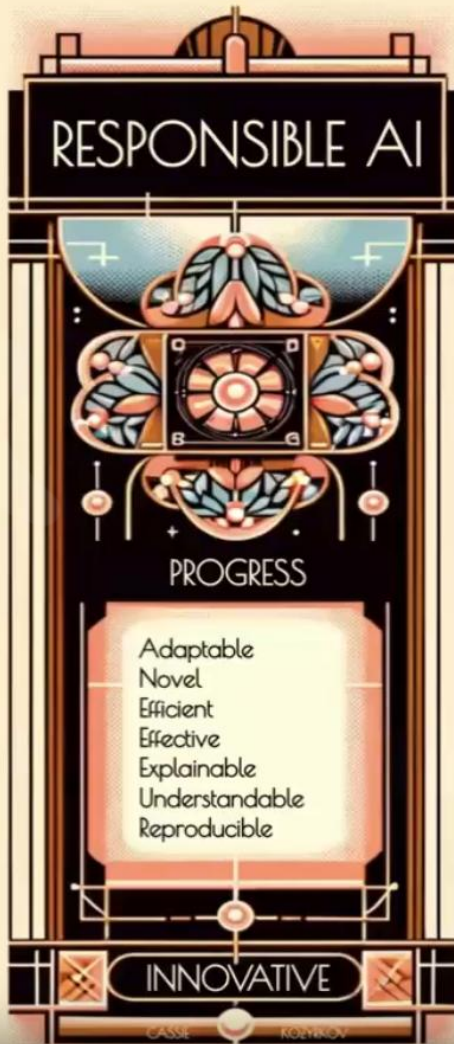 RESPONSIBLE AI
PROGRESS
Adaptable
Novel
Efficient
Effective
Explainable
Understandable
Reproducible
INNOVATIVE
CASSIE KOZYRKOV